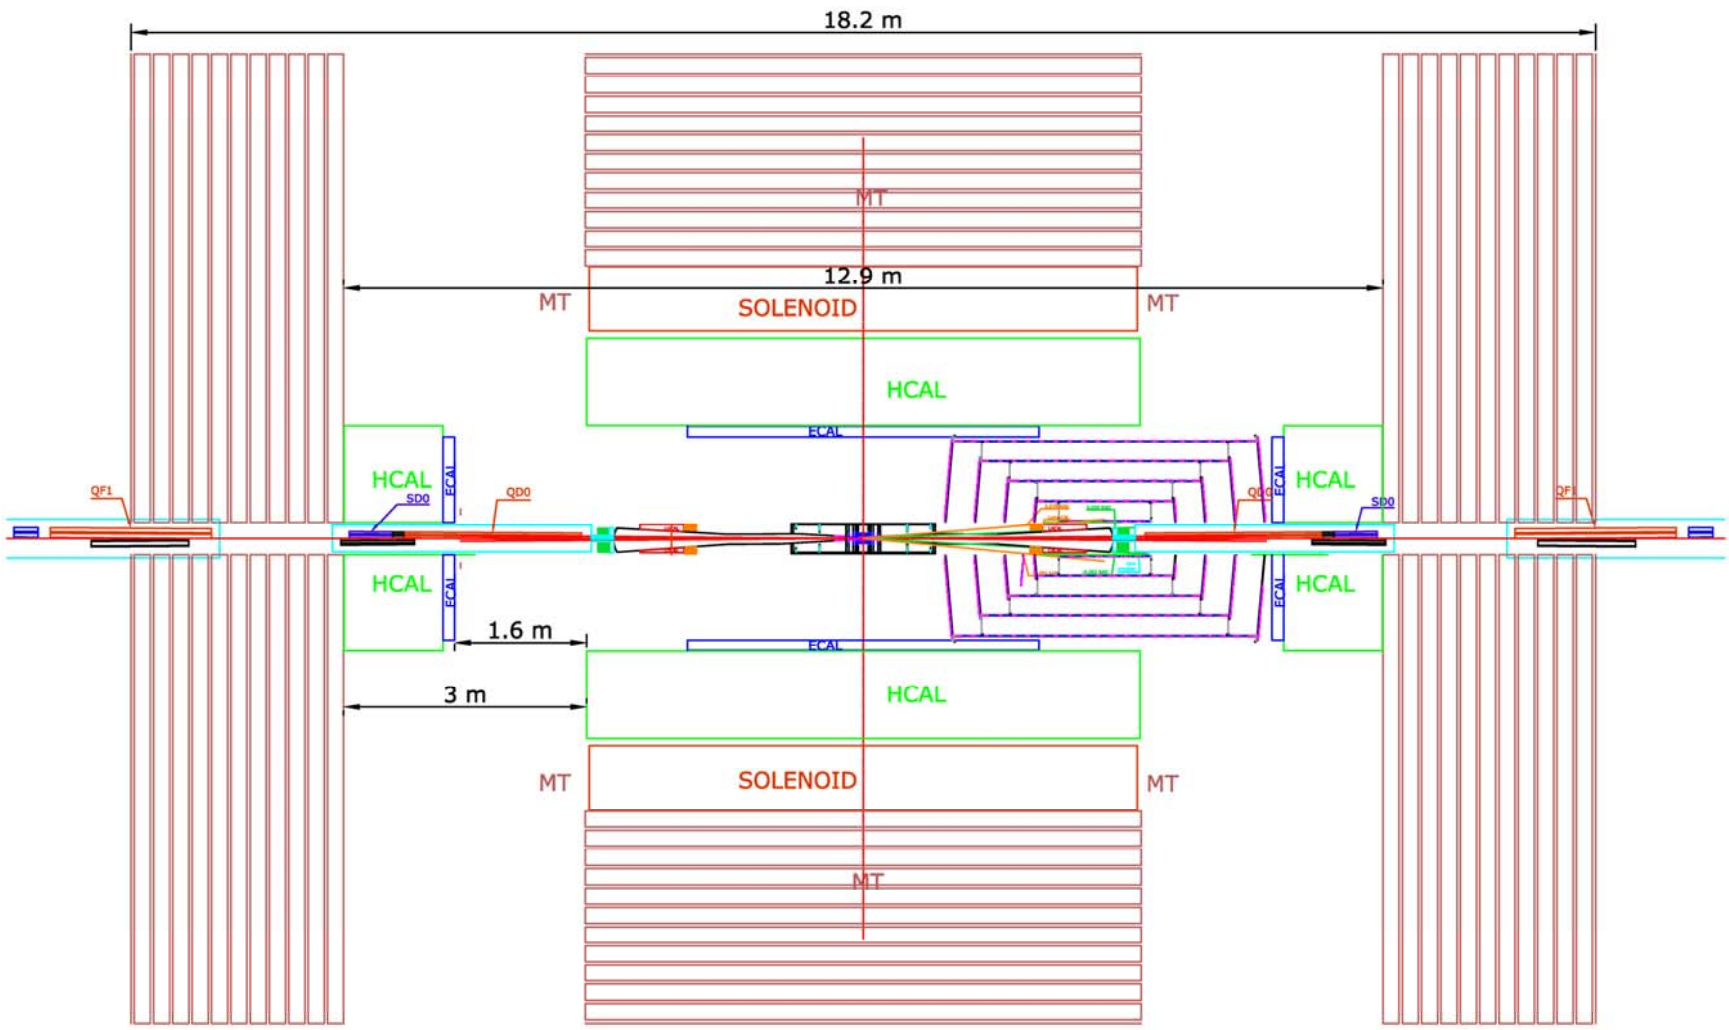 18.2 m
MT
12.9 m
MT
SOLENOID
MT
HCAL
ECAL
HCAL
ECAL
QF1
SD0
QD0
QD0
ECAL
HCAL
SD0
QF1
HCAL
ECAL
ECAL
HCAL
1.6 m
ECAL
3 m
HCAL
MT
SOLENOID
MT
MT